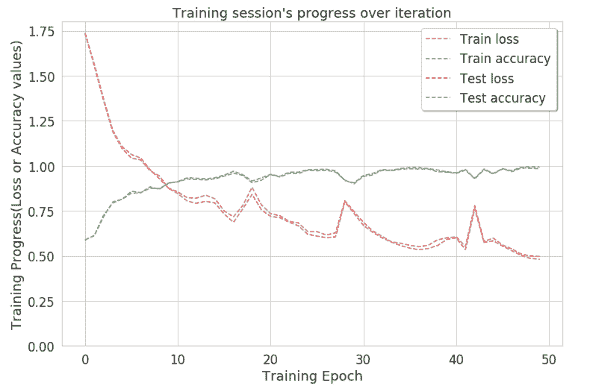 Training session's progress over iteration
Training Progress(Loss or Accuracy values)
1.75
1.50
1.25
1.00
0.75
0.50
0.25
0.00
Train loss
Train accuracy
Test loss
Test accuracy
0 10 20 30 40 50
Training Epoch